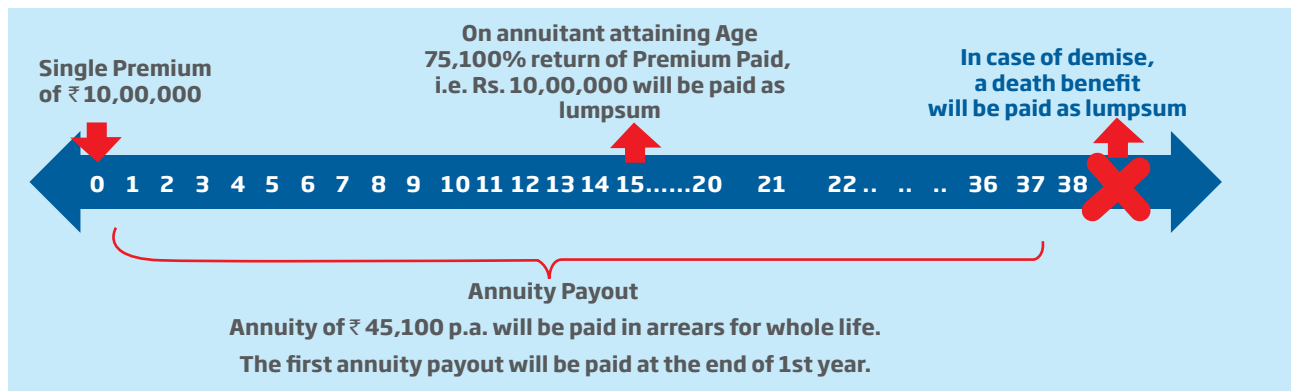 Single Premium
of ₹ 10,00,000
On annuitant attaining Age
75,100% return of Premium Paid,
i.e. Rs. 10,00,000 will be paid as
lumpsum
In case of demise,
a death benefit
will be paid as lumpsum
0 1 2 3 4 5 6 7 8 9 10 11 12 13 14 15......20 21 22 .. .. .. 36 37 38
Annuity Payout
Annuity of ₹ 45,100 p.a. will be paid in arrears for whole life.
The first annuity payout will be paid at the end of 1st year.